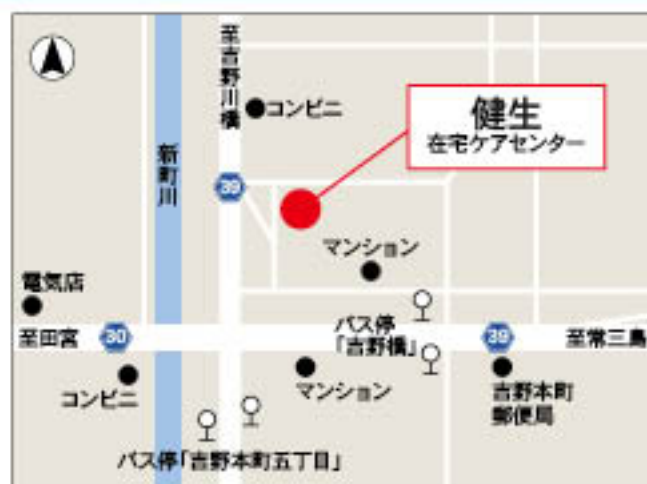 至吉野川橋
コンビニ
健生
在宅ケアセンター
新町川
39
マンション
電気店
バス停
「吉野橋」
至田宮
30
39
至常三島
コンビニ
マンション
吉野本町
郵便局
バス停「吉野本町五丁目」